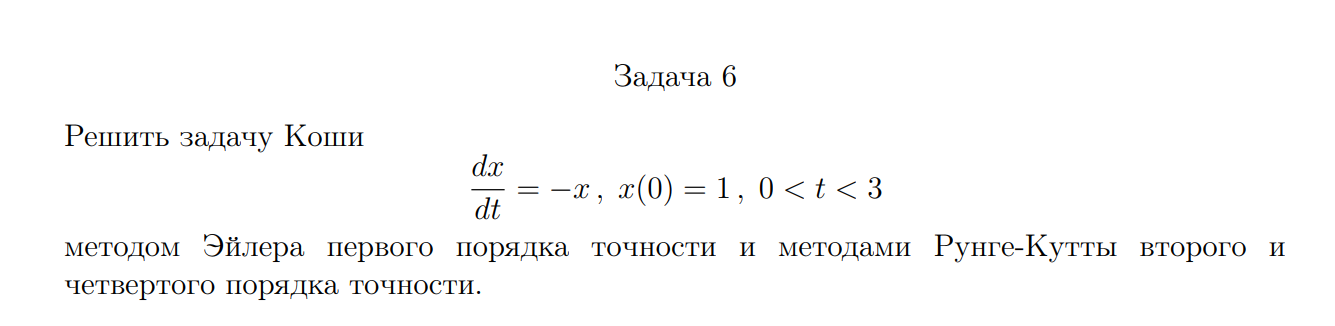 Задача 6
Решить задачу Коши
dx/dt = −x , x(0) = 1 , 0 < t < 3
методом Эйлера первого порядка точности и методами Рунге-Кутты второго и
четвертого порядка точности.